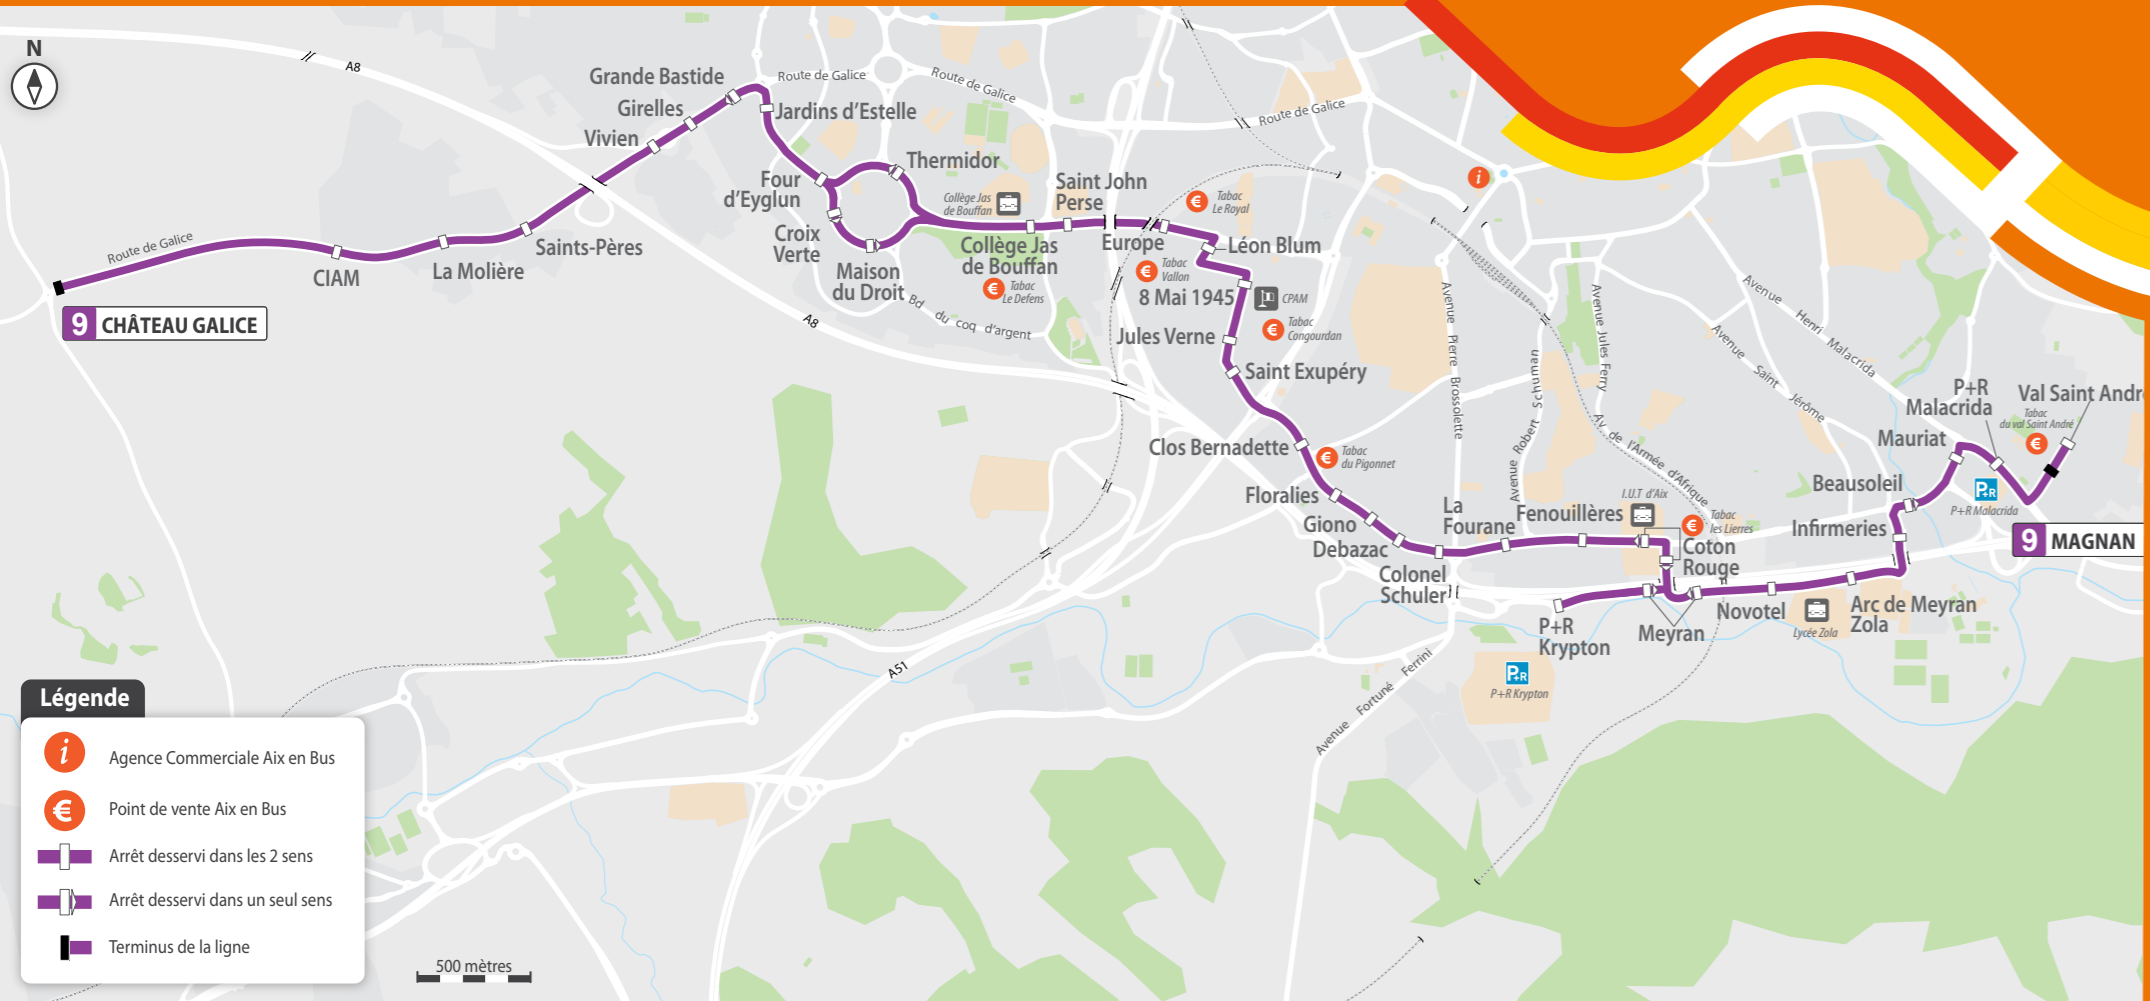 N
A8
Route de Galice
Grande Bastide
Girelles
Vivien
Route de Galice
Route de Galice
Route de Galice
Jardins d'Estelle
Thermidor
Four
d'Eyglun
Croix
Verte
Maison
du Droit
Collège Jas
de Bouffan
Saint John
Perse
Collège Jas
de Bouffan
€ Tabac
Le Defens
Europe
€ Tabac
Le Royal
i
Léon Blum
€ Tabac
Vallon
8 Mai 1945
CPAM
€ Tabac
Congourdan
Jules Verne
Saint Exupéry
Saints-Pères
La Molière
CIAM
9 CHÂTEAU GALICE
A8
Bd du coq d'argent
Avenue Pierre Brossolette
Avenue Robert Schuman
Avenue Jules Ferry
Av. de l'Armée d'Afrique
Avenue Henri Malacrida
Avenue Saint Jérôme
Clos Bernadette
€ Tabac
du Pigonnet
Floralies
Giono
Debazac
Colonel
Schuler
La
Fourane
Fenouillères
I.U.T d'Aix
€ Tabac
les Lierres
Coton
Rouge
P+R
Krypton
Meyran
Novotel
Lycée Zola
Arc de Meyran
Zola
Infirmeries
Beausoleil
Mauriat
P+R
Malacrida
P+R
P+R Malacrida
Val Saint Andr
Tabac
du val Saint André
€
9 MAGNAN
P+R
P+R Krypton
Avenue Fortuné Ferrini
A51
Légende
i Agence Commerciale Aix en Bus
€ Point de vente Aix en Bus
Arrêt desservi dans les 2 sens
Arrêt desservi dans un seul sens
Terminus de la ligne
500 mètres